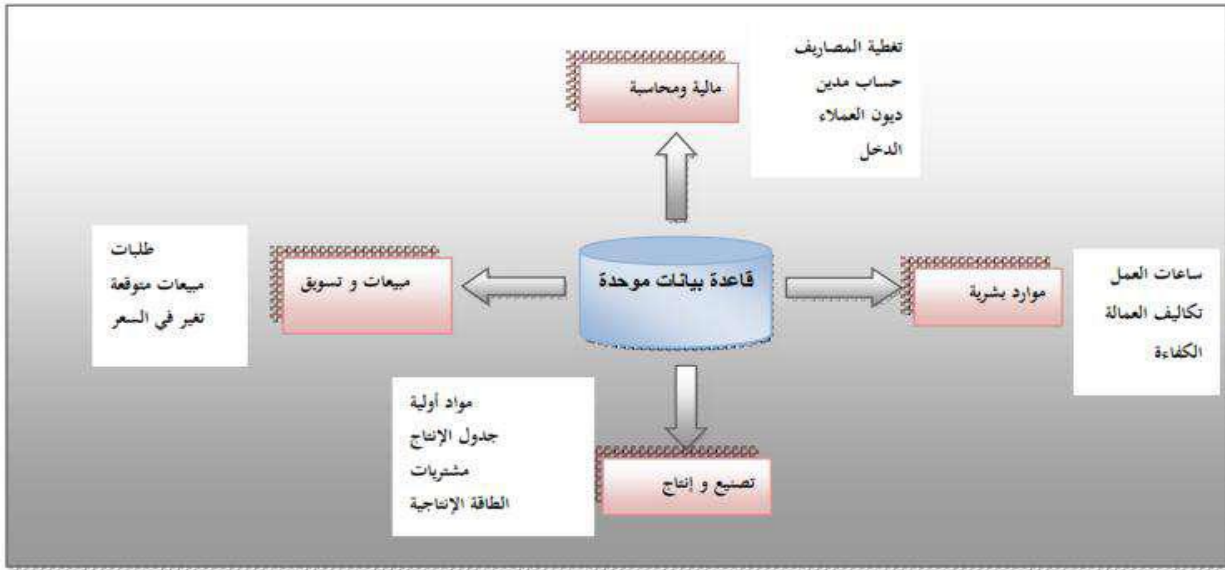 تغطية المصاريف
حساب مدين
ديون العملاء
الدخل
مالية ومحاسبة
ساعات العمل
تكاليف العمالة
الكفاءة
موارد بشرية
قاعدة بيانات موحدة
مبيعات و تسويق
طلبات
مبيعات متوقعة
تغير في السعر
تصنيع و إنتاج
مواد أولية
جدول الإنتاج
مشتريات
الطاقة الإنتاجية